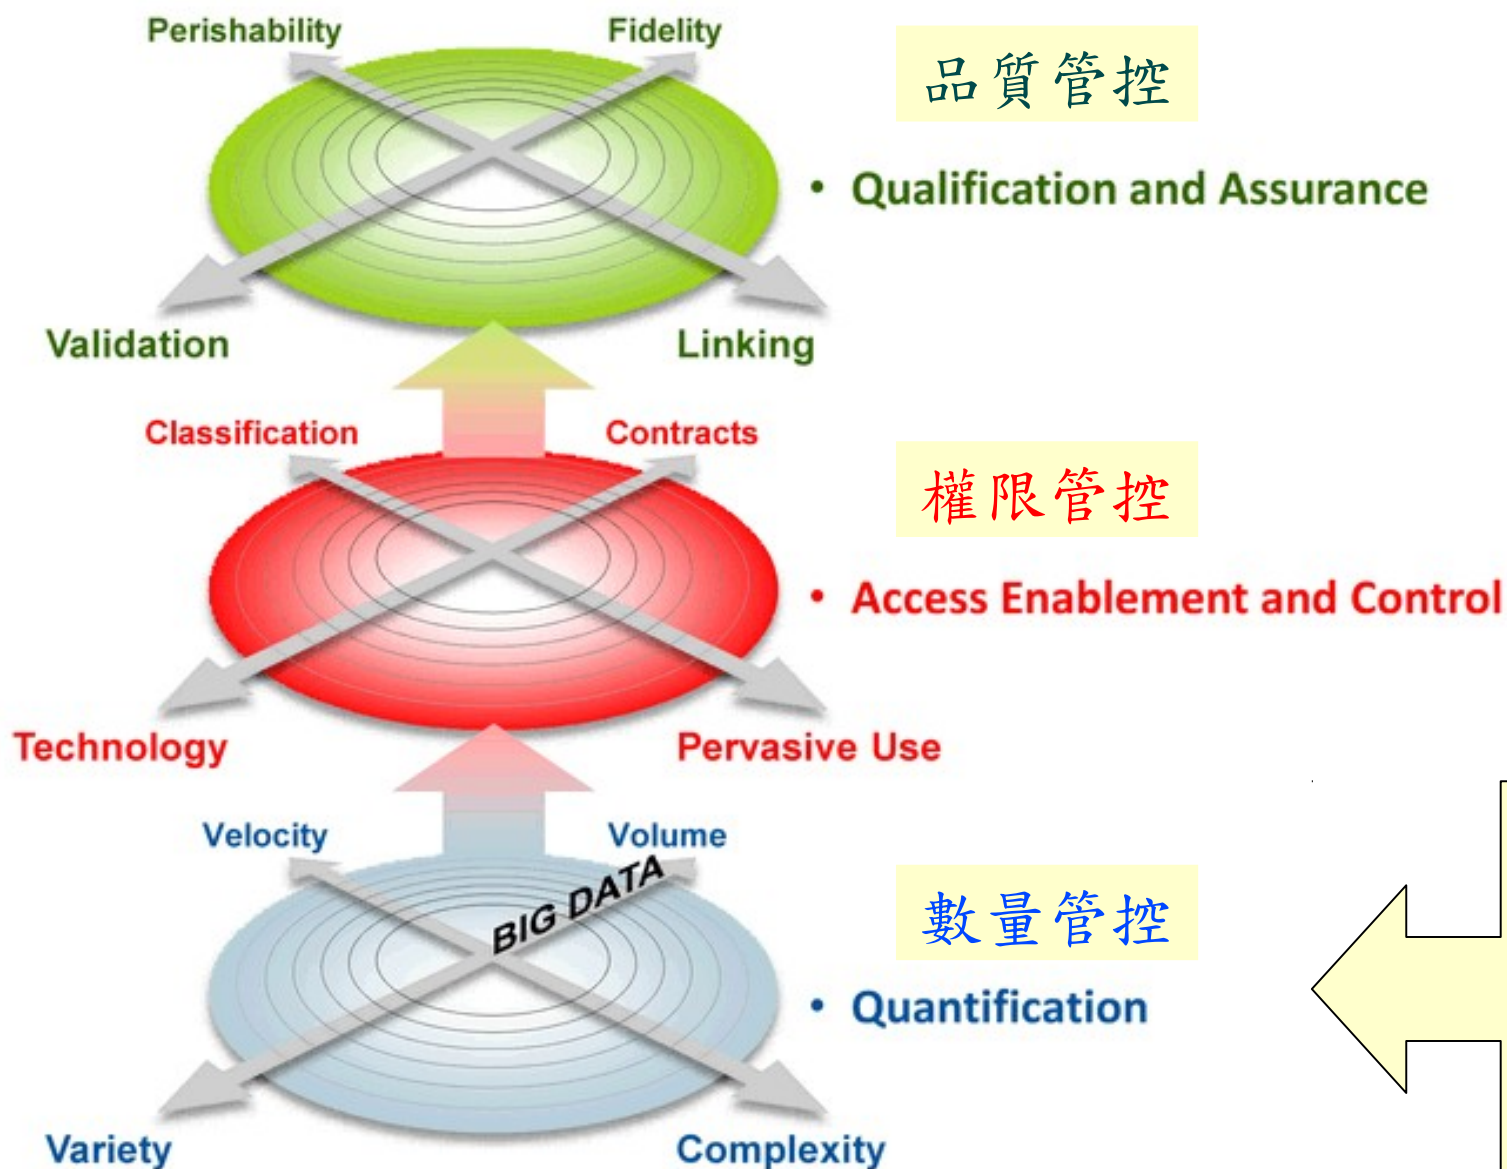 Perishability
Fidelity
品質管控
• Qualification and Assurance
Validation
Linking
Classification
Contracts
權限管控
• Access Enablement and Control
Technology
Pervasive Use
Velocity
Volume
BIG DATA
數量管控
• Quantification
Variety
Complexity